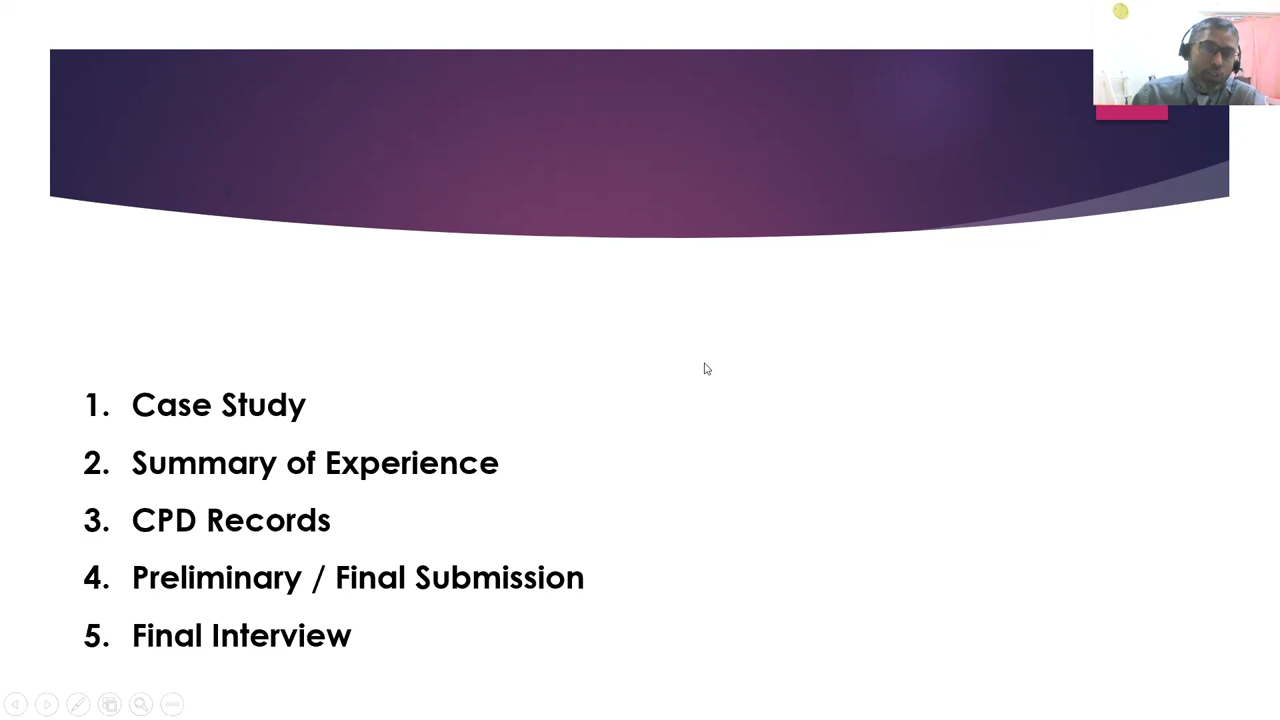 1. Case Study
2. Summary of Experience
3. CPD Records
4. Preliminary / Final Submission
5. Final Interview